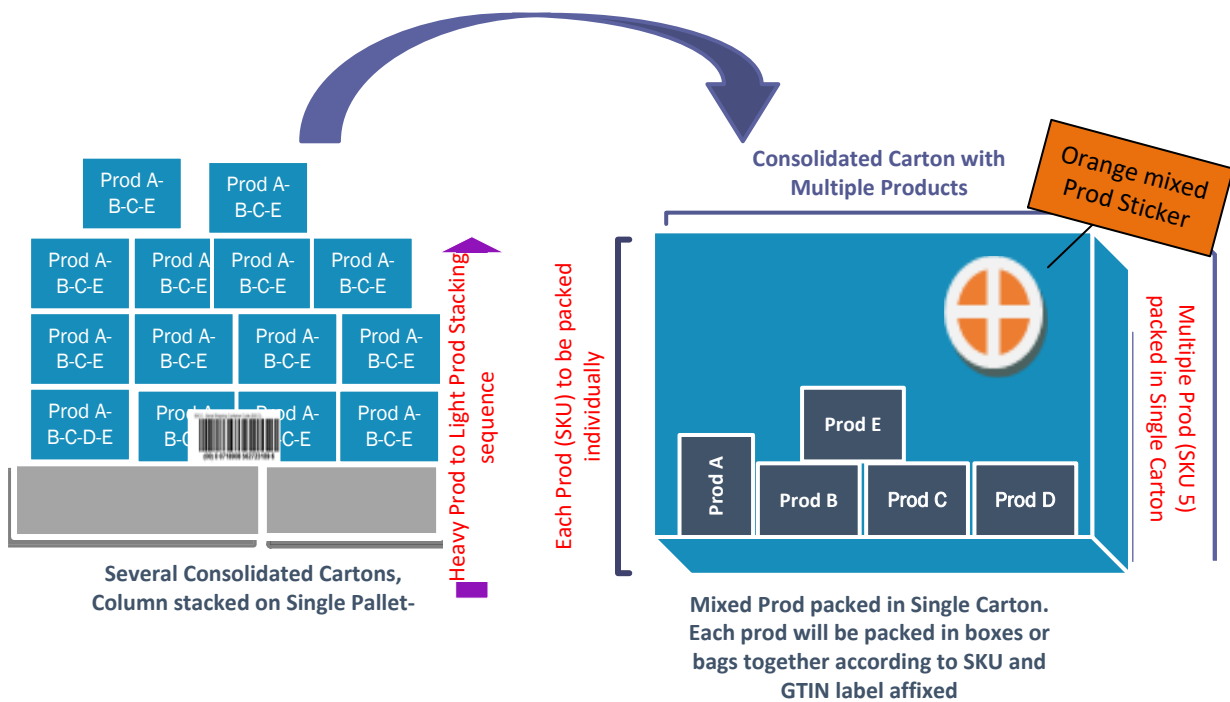 Prod A-
B-C-E
Prod A-
B-C-E
Prod A-
B-C-E
Prod A
B-C-E
Prod A-
B-C-E
Prod A-
B-C-E
Prod A-
B-C-E
Prod A-
B-C-E
Prod A-
B-C-E
Prod A-
B-C-E
Prod A-
B-C-D-E
Prod A-
B-C-E
Prod A-
B-C-E
Heavy Prod to Light Prod Stacking
sequence
Several Consolidated Cartons,
Column stacked on Single Pallet-
Consolidated Carton with
Multiple Products
Orange mixed
Prod Sticker
Each Prod (SKU) to be packed
individually
Prod E
Prod A
Prod B
Prod C
Prod D
Multiple Prod (SKU 5)
packed in Single Carton
Mixed Prod packed in Single Carton.
Each prod will be packed in boxes or
bags together according to SKU and
GTIN label affixed